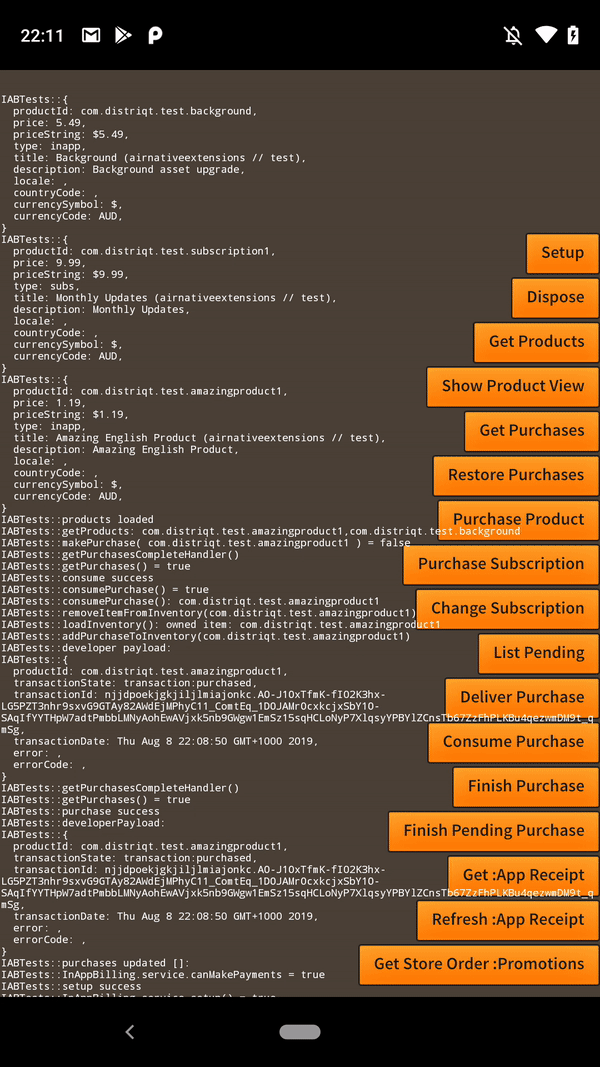 22:11
IABTests::{
productId: com.distriqt.test.background,
price: 5.49,
priceString: $5.49,
type: inapp,
title: Background (airnativeextensions // test),
description: Background asset upgrade,
locale: ,
countryCode: ,
currencySymbol: $,
currencyCode: AUD,
}
IABTests::{
productId: com.distriqt.test.subscription1,
price: 9.99,
priceString: $9.99,
type: subs,
title: Monthly Updates (airnativeextensions // test),
description: Monthly Updates,
locale: ,
countryCode: ,
currencySymbol: $,
currencyCode: AUD,
}
IABTests::{
productId: com.distriqt.test.amazingproduct1,
price: 1.19,
priceString: $1.19,
type: inapp,
title: Amazing English Product (airnativeextensions // test),
description: Amazing English Product,
locale: ,
countryCode: ,
currencySymbol: $,
currencyCode: AUD,
}
IABTests::products loaded
IABTests::getProducts: com.distriqt.test.amazingproduct1,com.distriqt.test.background
IABTests::makePurchase( com.distriqt.test.amazingproduct1 ) = false
IABTests::getPurchasesCompleteHandler()
IABTests::getPurchases() = true
IABTests::consume success
IABTests::consumePurchase() = true
IABTests::consumePurchase(): com.distriqt.test.amazingproduct1
IABTests::removeItemFromInventory(com.distriqt.test.amazingproduct1)
IABTests::loadInventory(): owned item: com.distriqt.test.amazingproduct1
IABTests::addPurchaseToInventory(com.distriqt.test.amazingproduct1)
IABTests::developer payload:
IABTests::{
productId: com.distriqt.test.amazingproduct1,
transactionState: transaction:purchased,
transactionId: njjdpoekjgkjiljlmiajonkc.AO-J1OxTfmK-fIO2K3hx-
LG5PZT3nhr9sxvG9GTAy82AWdEjMPhyC11_ComtEq_1DOJAMrOcxkcjxSbY10-
SAqIfYYTHpW7adtPmbbLMNyAohEwAVjxk5nb9GWgw1EmSz15sqHCLoNyP7XlqsyYPBYlZCnsTb67ZzFhPLKBu4qezwmDM9t_q
mSg,
transactionDate: Thu Aug 8 22:08:50 GMT+1000 2019,
error: ,
errorCode: ,
}
IABTests::getPurchasesCompleteHandler()
IABTests::getPurchases() = true
IABTests::purchase success
IABTests::developerPayload:
IABTests::{
productId: com.distriqt.test.amazingproduct1,
transactionState: transaction:purchased,
transactionId: njjdpoekjgkjiljlmiajonkc.AO-J1OxTfmK-fIO2K3hx-
LG5PZT3nhr9sxvG9GTAy82AWdEjMPhyC11_ComtEq_1DOJAMrOcxkcjxSbY10-
SAqIfYYTHpW7adtPmbbLMNyAohEwAVjxk5nb9GWgw1EmSz15sqHCLoNyP7XlqsyYPBYlZCnsTb67ZzFhPLKBu4qezwmDM9t_q
mSg,
transactionDate: Thu Aug 8 22:08:50 GMT+1000 2019,
error: ,
errorCode: ,
}
IABTests::purchases updated []:
IABTests::InAppBilling.service.canMakePayments = true
IABTests::setup success
IABTests::InAppBilling.service.setup() = true
Setup
Dispose
Get Products
Show Product View
Get Purchases
Restore Purchases
Purchase Product
Purchase Subscription
Change Subscription
List Pending
Deliver Purchase
Consume Purchase
Finish Purchase
Finish Pending Purchase
Get :App Receipt
Refresh :App Receipt
Get Store Order :Promotions